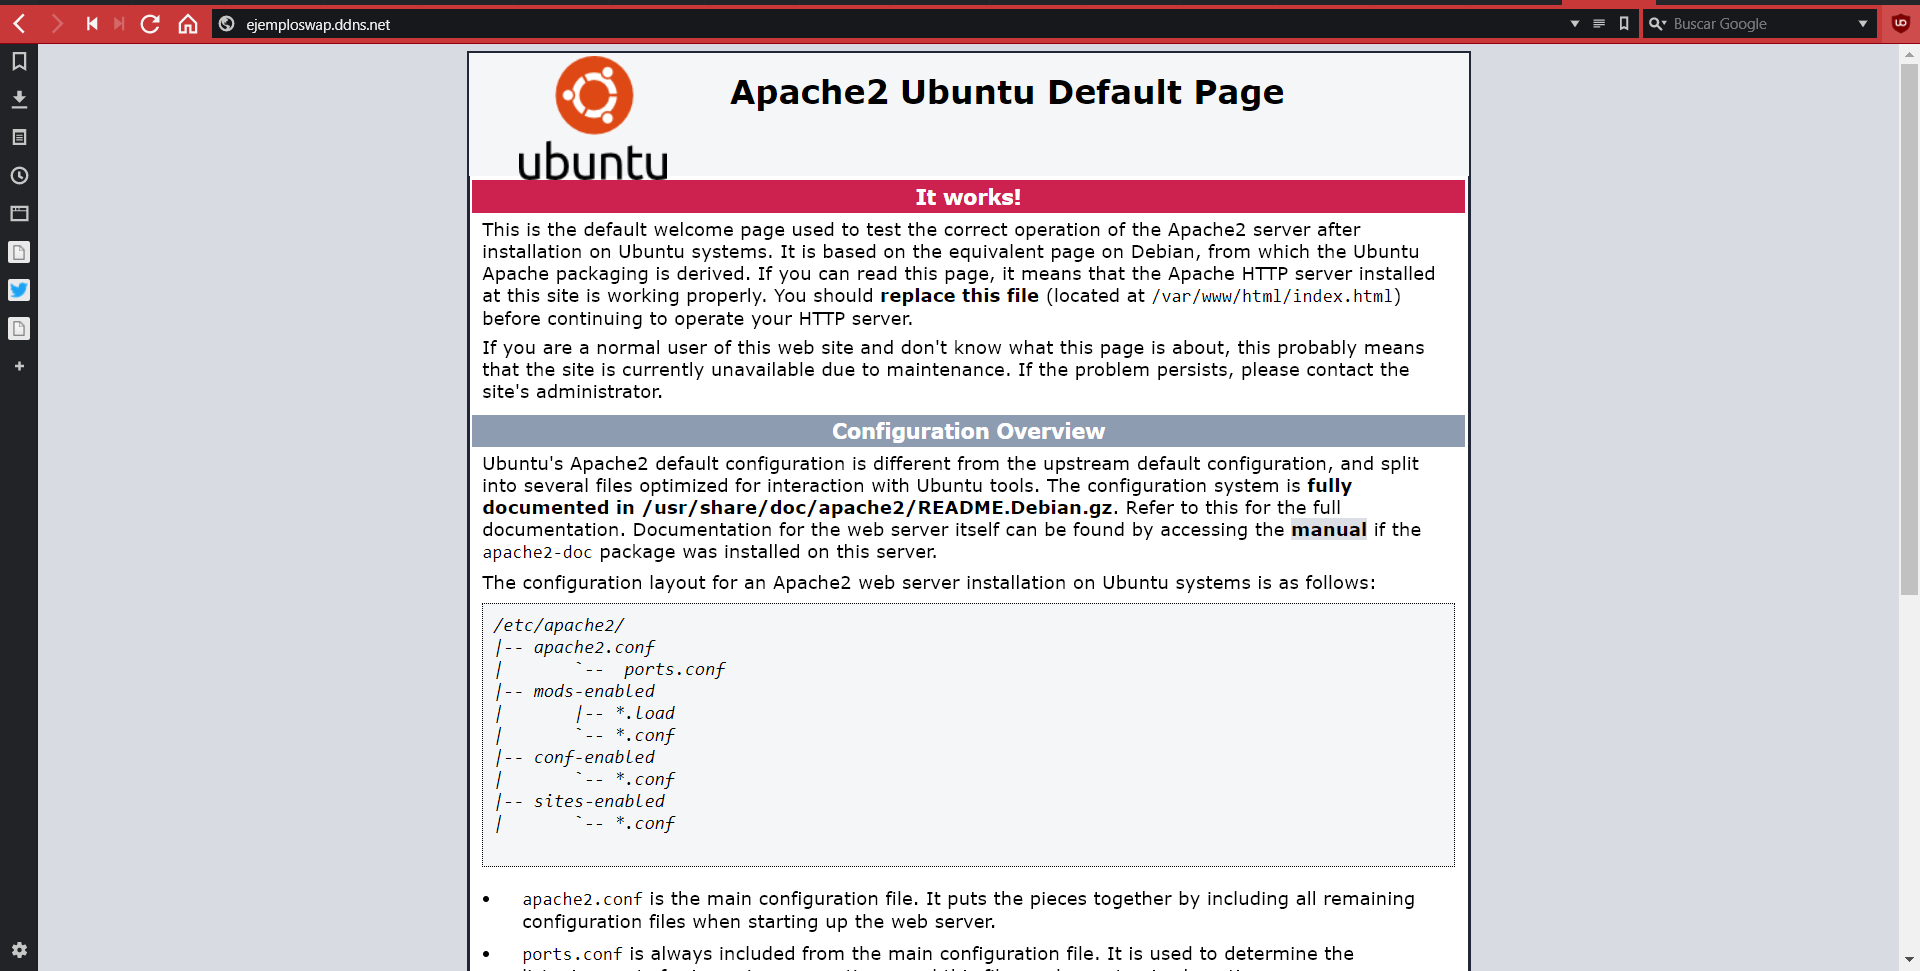 ejemploswap.ddns.net
Buscar Google
ubuntu
Apache2 Ubuntu Default Page
It works!
This is the default welcome page used to test the correct operation of the Apache2 server after
installation on Ubuntu systems. It is based on the equivalent page on Debian, from which the Ubuntu
Apache packaging is derived. If you can read this page, it means that the Apache HTTP server installed
at this site is working properly. You should replace this file (located at /var/www/html/index.html)
before continuing to operate your HTTP server.
If you are a normal user of this web site and don't know what this page is about, this probably means
that the site is currently unavailable due to maintenance. If the problem persists, please contact the
site's administrator.
Configuration Overview
Ubuntu's Apache2 default configuration is different from the upstream default configuration, and split
into several files optimized for interaction with Ubuntu tools. The configuration system is fully
documented in /usr/share/doc/apache2/README.Debian.gz. Refer to this for the full
documentation. Documentation for the web server itself can be found by accessing the manual if the
apache2-doc package was installed on this server.
The configuration layout for an Apache2 web server installation on Ubuntu systems is as follows:
/etc/apache2/
|-- apache2.conf
|       `--  ports.conf
|-- mods-enabled
|       |-- *.load
|       `-- *.conf
|-- conf-enabled
|       `-- *.conf
|-- sites-enabled
|       `-- *.conf
• apache2.conf is the main configuration file. It puts the pieces together by including all remaining
configuration files when starting up the web server.
• ports.conf is always included from the main configuration file. It is used to determine the